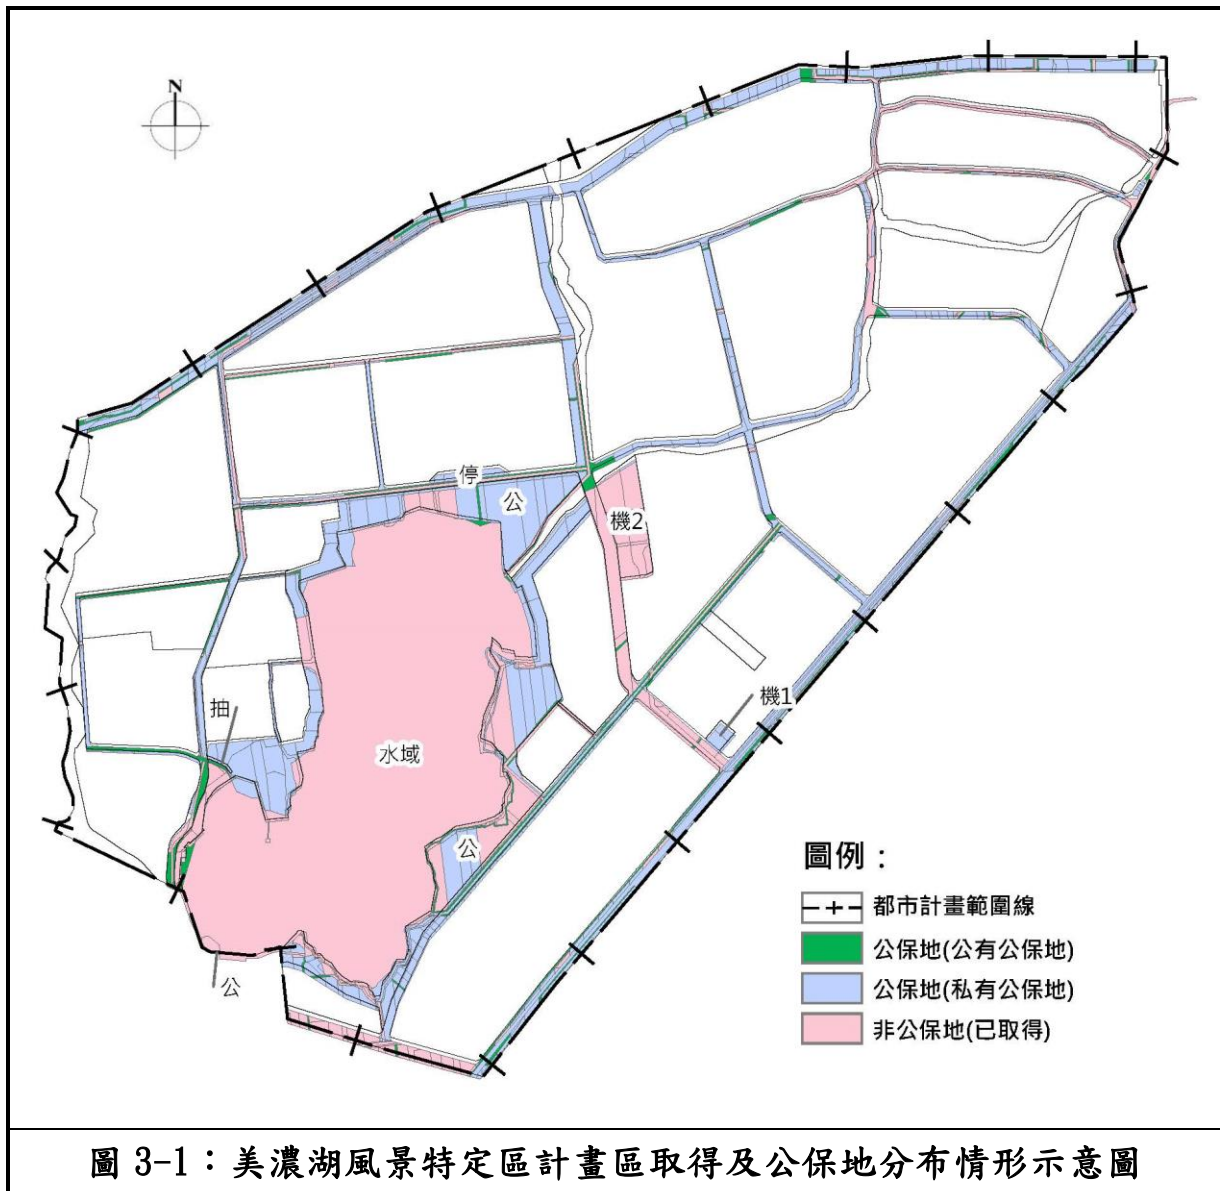 N
停
公
機2
抽
機1
水域
公
公
圖例：
都市計畫範圍線
公保地(公有公保地)
公保地(私有公保地)
非公保地(已取得)
圖 3-1：美濃湖風景特定區計畫區取得及公保地分布情形示意圖